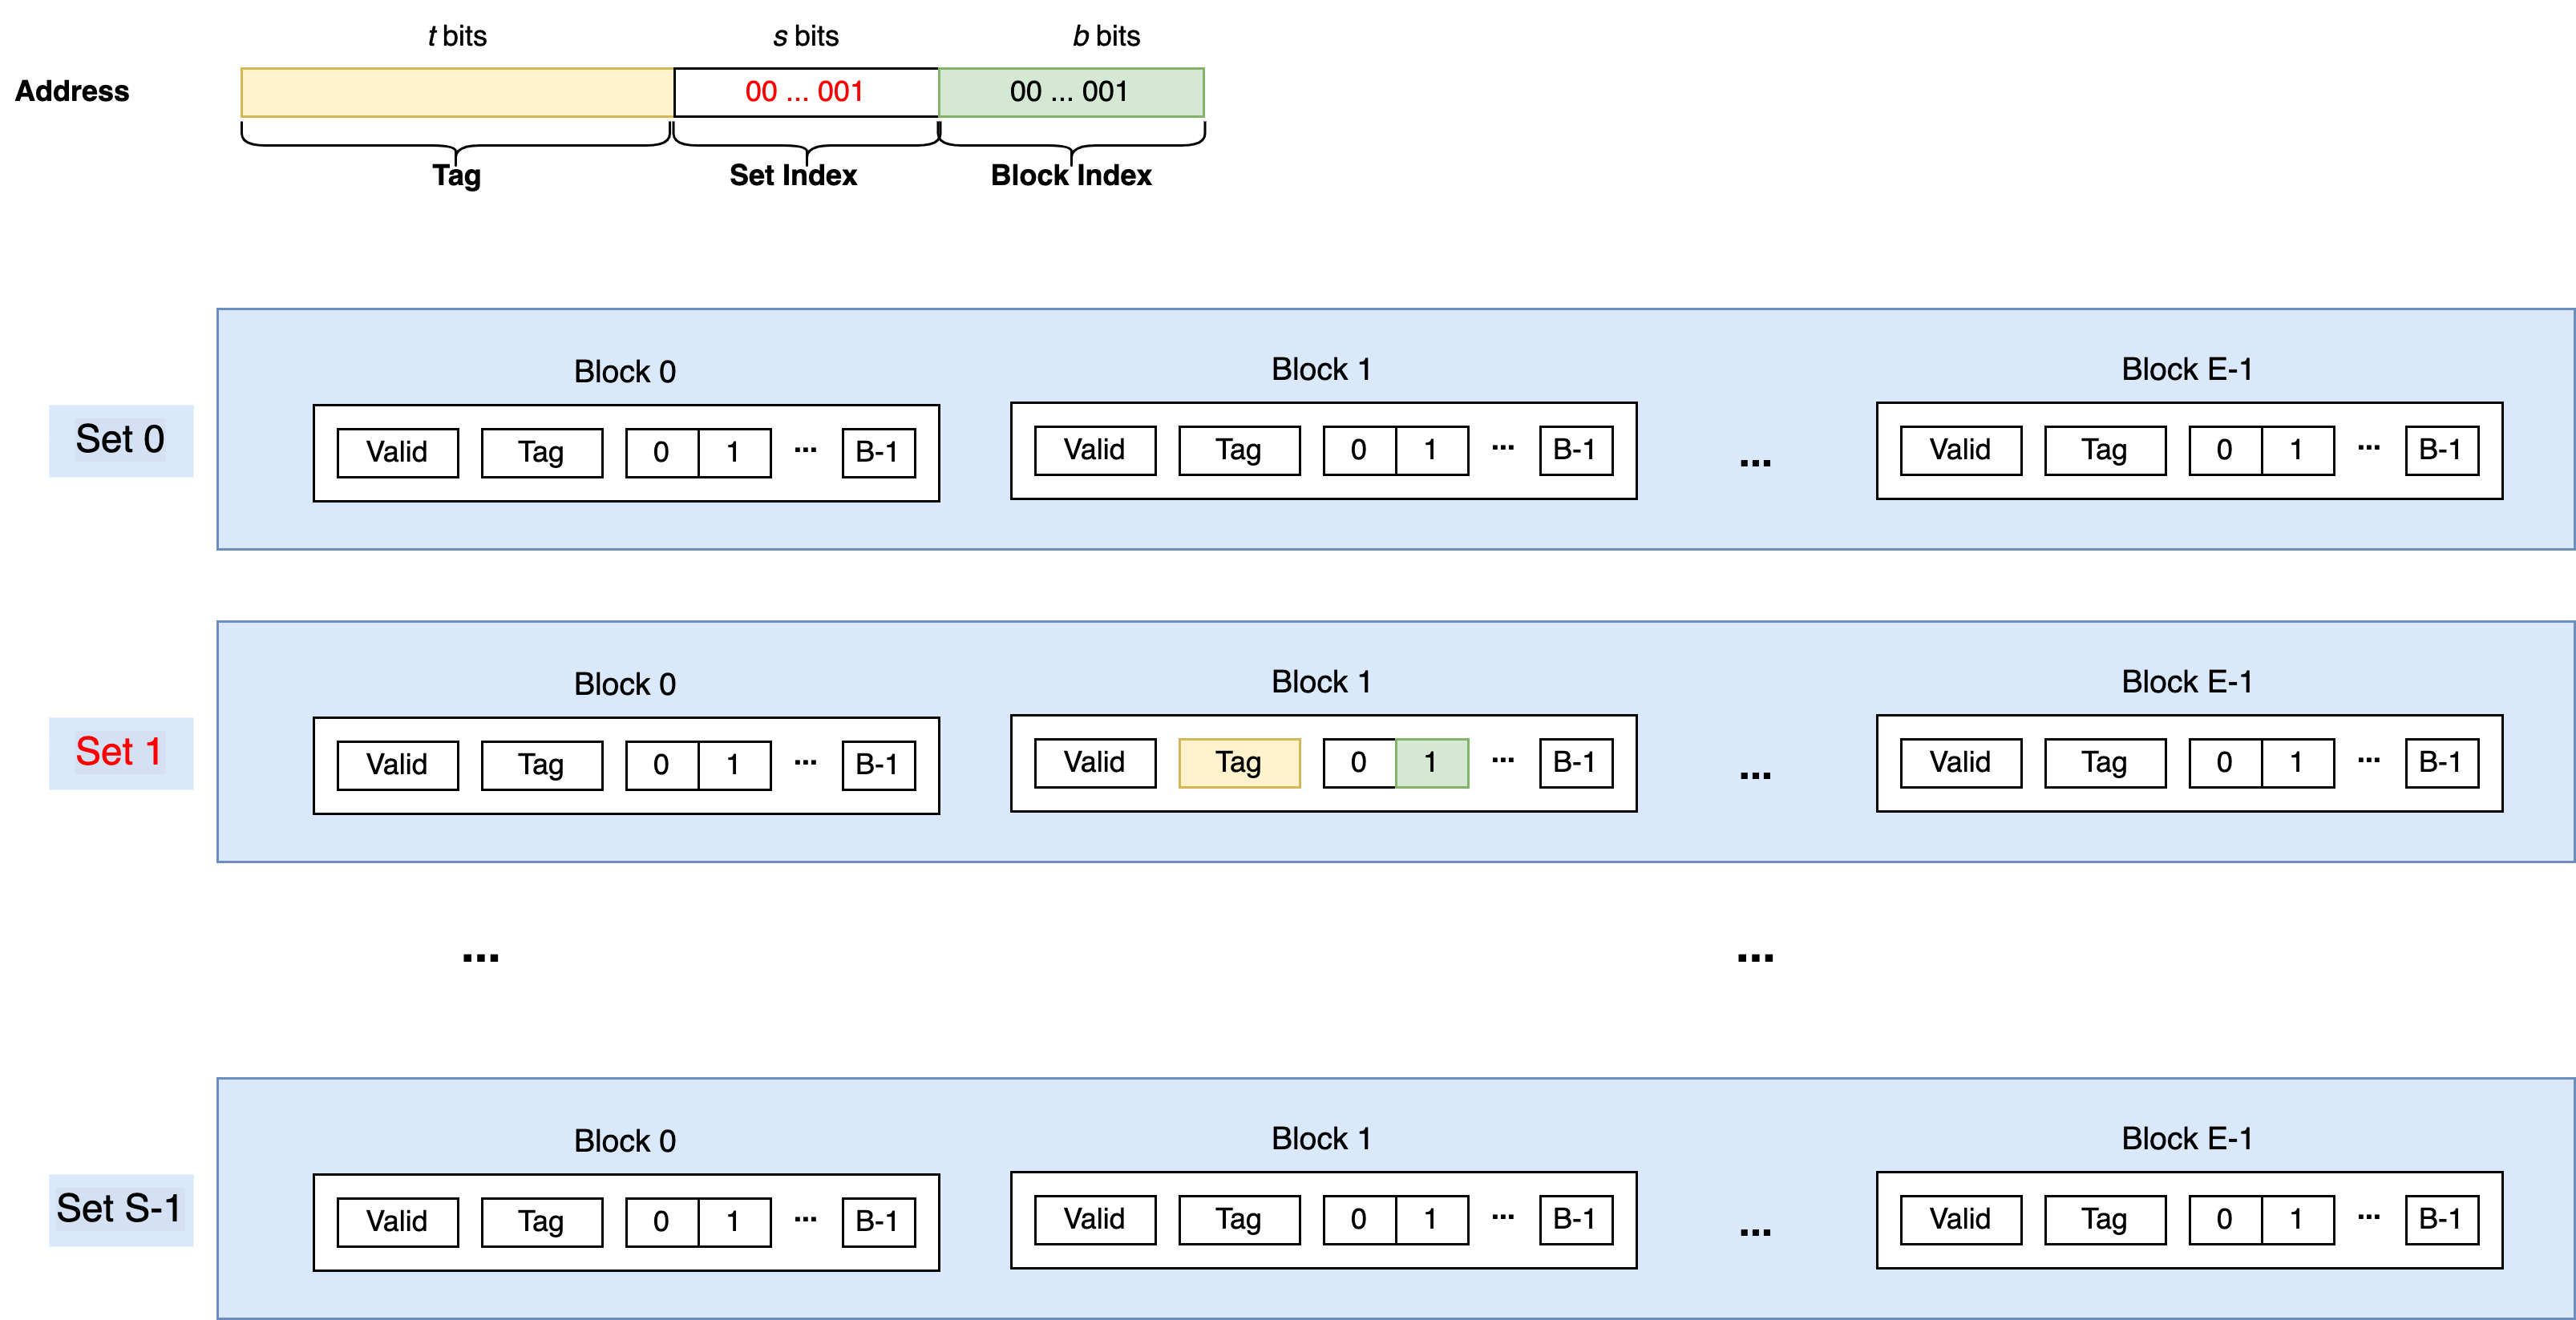 t bits s bits b bits
Address 00 ... 001 00 ... 001
Tag Set Index Block Index
Block 0 Block 1 Block E-1
Set 0 Valid Tag 0 1 ... B-1 Valid Tag 0 1 ... B-1 ... Valid Tag 0 1 ... B-1
Block 0 Block 1 Block E-1
Set 1 Valid Tag 0 1 ... B-1 Valid Tag 0 1 ... B-1 ... Valid Tag 0 1 ... B-1
... ...
Block 0 Block 1 Block E-1
Set S-1 Valid Tag 0 1 ... B-1 Valid Tag 0 1 ... B-1 ... Valid Tag 0 1 ... B-1